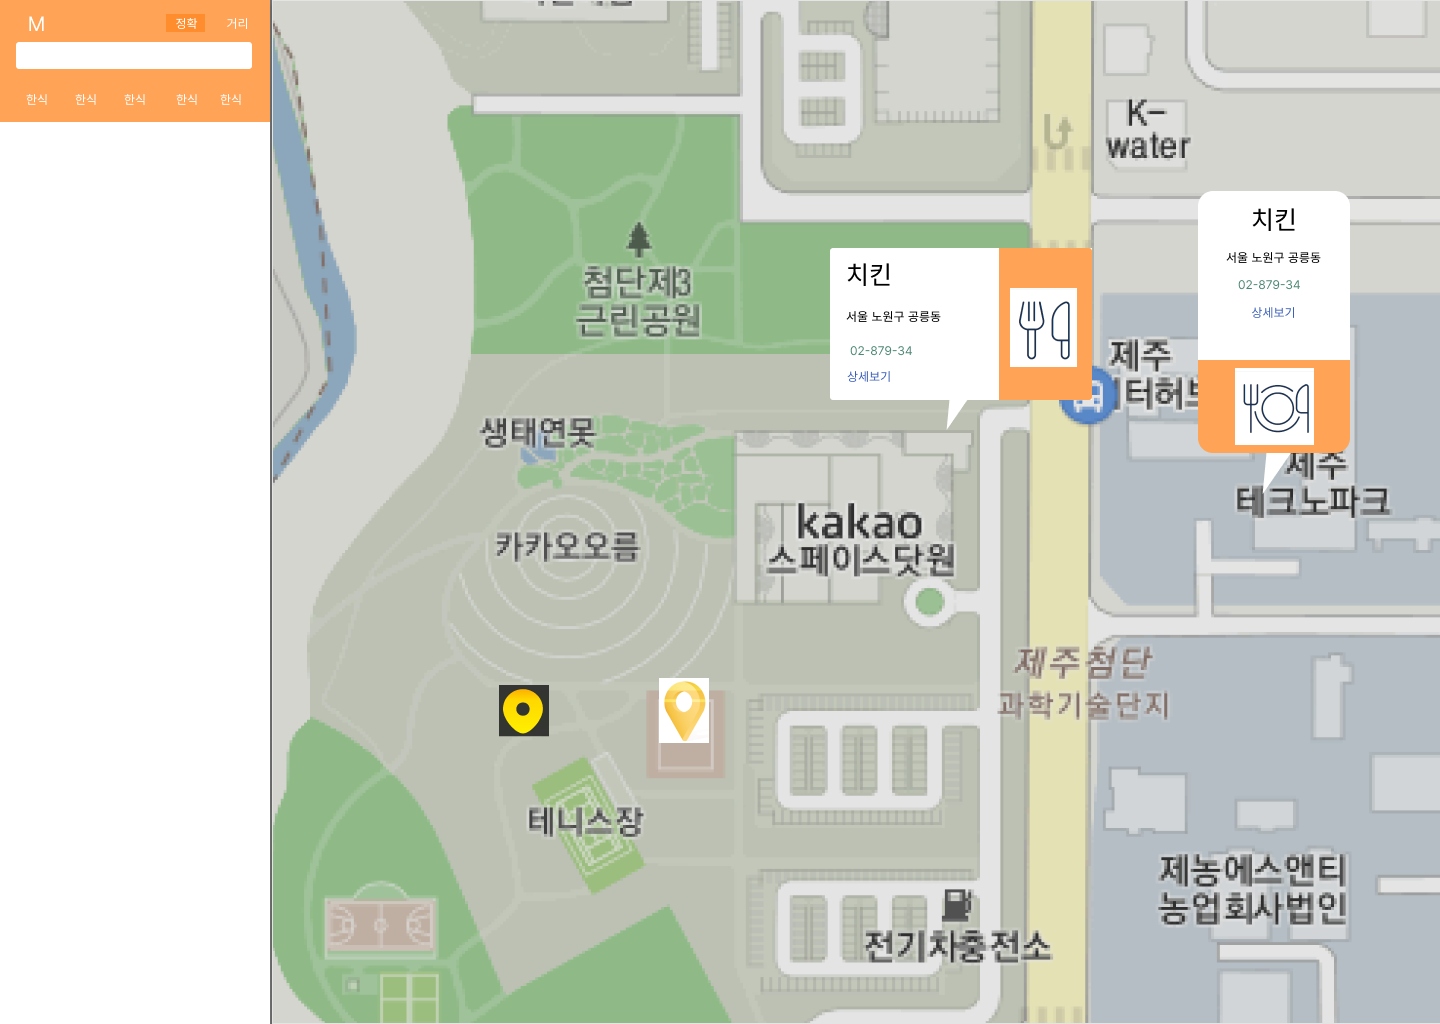 M 정확 거리
한식 한식 한식 한식 한식
K-
water
치킨
서울 노원구 공릉동
02-879-34
상세보기
첨단제3
근린공원
치킨
서울 노원구 공릉동
02-879-34
상세보기
제주
터허브
생태연못
제주
테크노파크
kakao
스페이스닷원
카카오오름
제주첨단
과학기술단지
테니스장
제농에스앤티
농업회사법인
전기차충전소